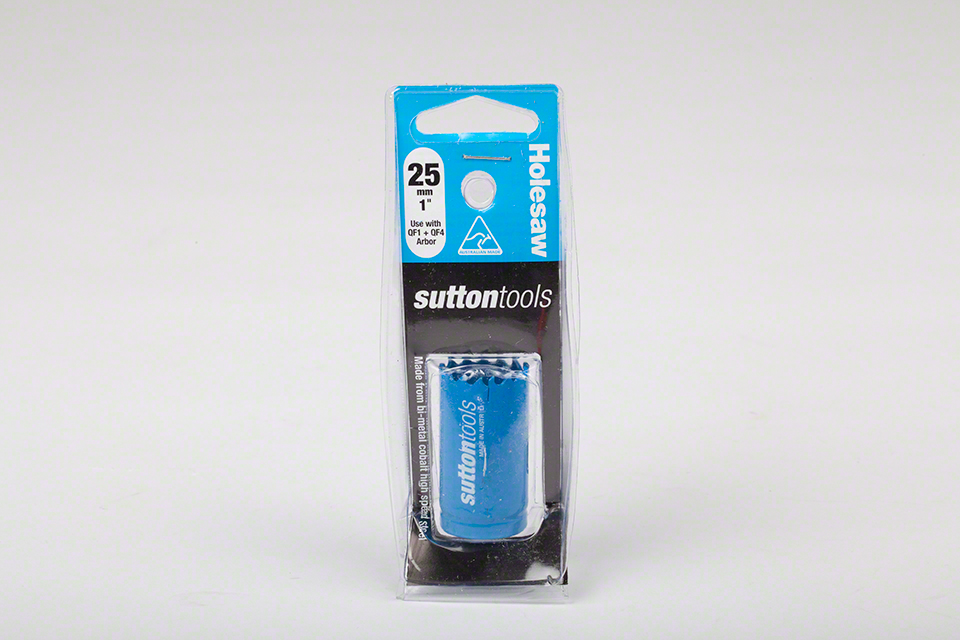 Holesaw
25
mm
1"
Use with
QF1 + QF4
Arbor
AUSTRALIAN MADE
suttontools
Made from bi-metal cobalt high speed steel
suttontools
MADE IN